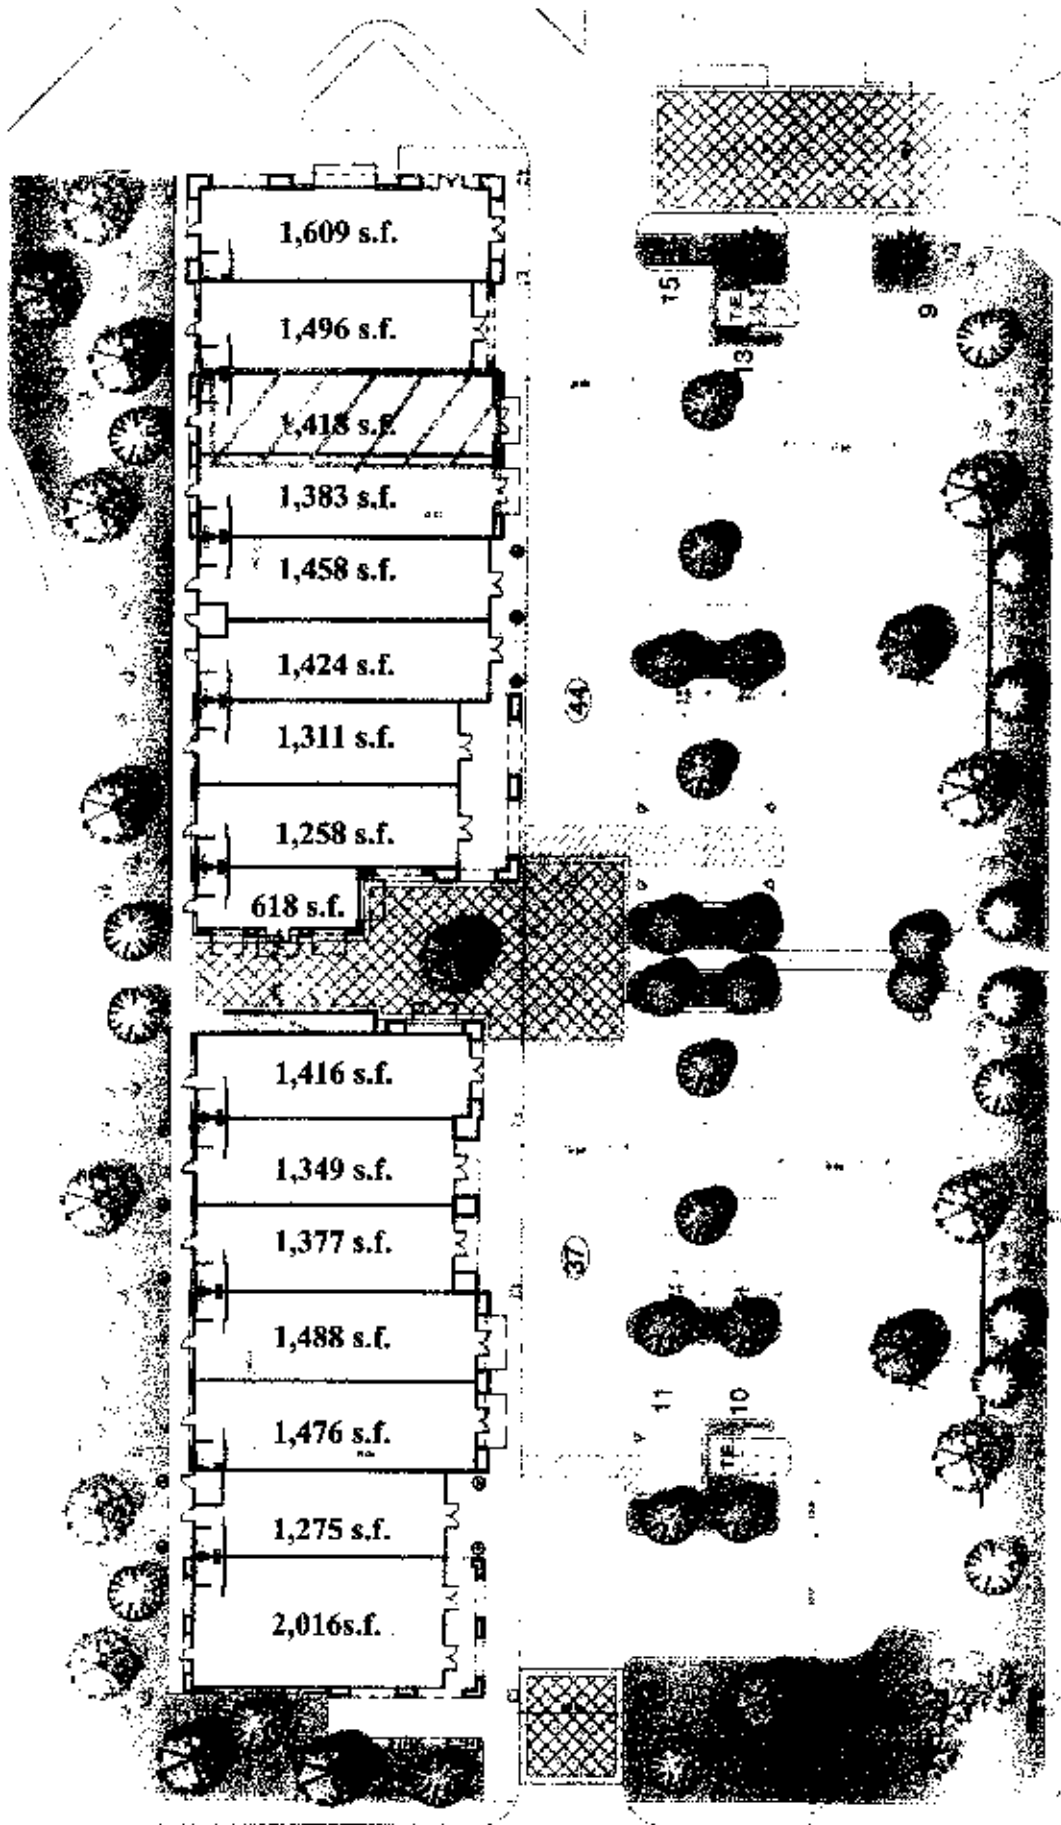 1,609 s.f.
1,496 s.f.
1,418 s.f.
1,383 s.f.
1,458 s.f.
1,424 s.f.
1,311 s.f.
1,258 s.f.
618 s.f.
1,416 s.f.
1,349 s.f.
1,377 s.f.
1,488 s.f.
1,476 s.f.
1,275 s.f.
2,016s.f.
15
13
9
TE
44
37
11
10
TE